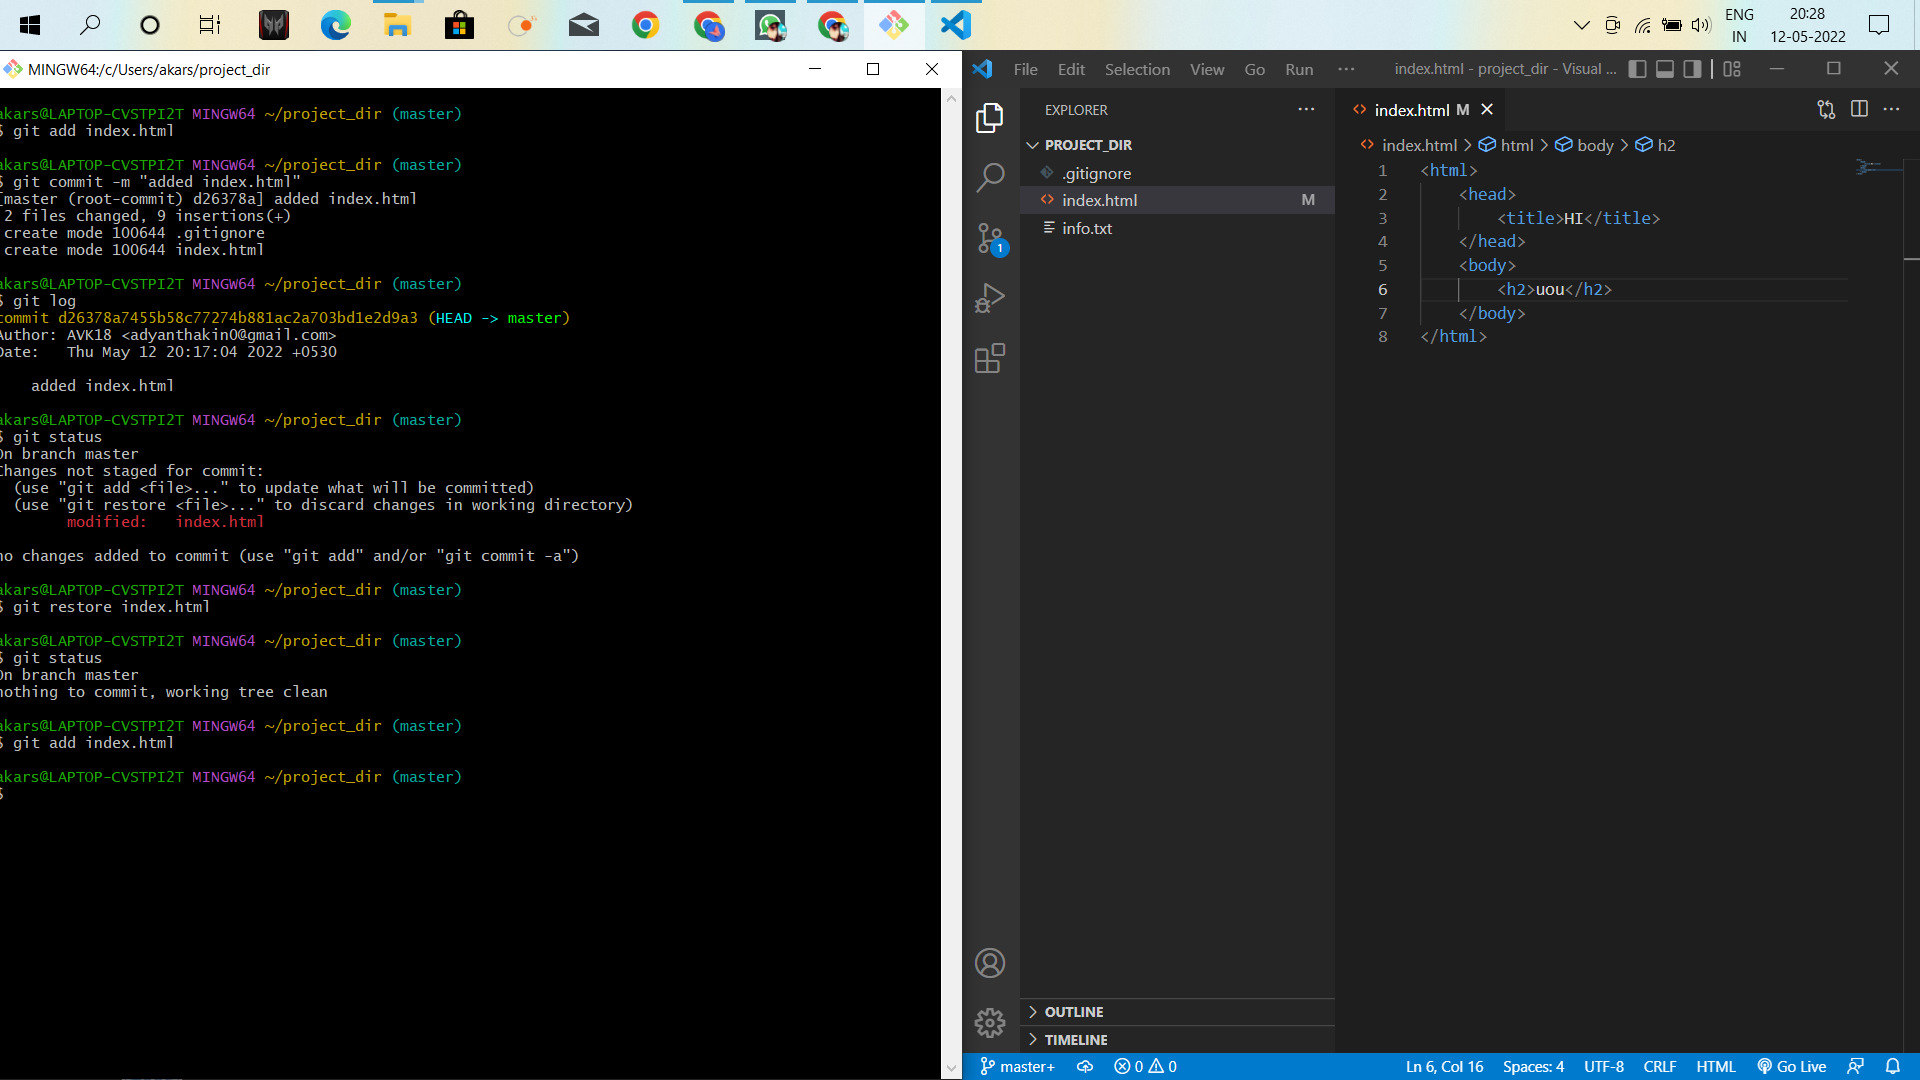 ENG
IN
20:28
12-05-2022
MINGW64:/c/Users/akars/project_dir
akars@LAPTOP-CVSTPI2T MINGW64 ~/project_dir (master)
$ git add index.html
akars@LAPTOP-CVSTPI2T MINGW64 ~/project_dir (master)
$ git commit -m "added index.html"
[master (root-commit) d26378a] added index.html
2 files changed, 9 insertions(+)
create mode 100644 .gitignore
create mode 100644 index.html
akars@LAPTOP-CVSTPI2T MINGW64 ~/project_dir (master)
$ git log
commit d26378a7455b58c77274b881ac2a703bd1e2d9a3 (HEAD -> master)
Author: AVK18 <adyanthakin0@gmail.com>
Date:   Thu May 12 20:17:04 2022 +0530
added index.html
akars@LAPTOP-CVSTPI2T MINGW64 ~/project_dir (master)
$ git status
On branch master
Changes not staged for commit:
(use "git add <file>..." to update what will be committed)
(use "git restore <file>..." to discard changes in working directory)
modified:   index.html
no changes added to commit (use "git add" and/or "git commit -a")
akars@LAPTOP-CVSTPI2T MINGW64 ~/project_dir (master)
$ git restore index.html
akars@LAPTOP-CVSTPI2T MINGW64 ~/project_dir (master)
$ git status
On branch master
nothing to commit, working tree clean
akars@LAPTOP-CVSTPI2T MINGW64 ~/project_dir (master)
$ git add index.html
akars@LAPTOP-CVSTPI2T MINGW64 ~/project_dir (master)
$
File Edit Selection View Go Run ··· index.html - project_dir - Visual ...
EXPLORER ···
PROJECT_DIR
.gitignore
index.html M
info.txt
1
OUTLINE
TIMELINE
index.html M
index.html > html > body > h2
1 <html>
2 <head>
3 <title>HI</title>
4 </head>
5 <body>
6 <h2>uou</h2>
7 </body>
8 </html>
master+ 0 0 Ln 6, Col 16 Spaces: 4 UTF-8 CRLF HTML Go Live